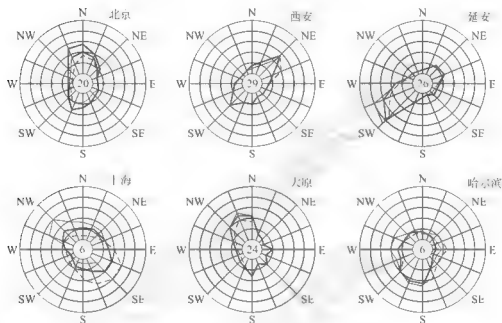 N 北京
NW NE
W 20 E
SW SE
S
N 西安
NW NE
W 29 E
SW SE
S
N 延安
NW NE
W 26 E
SW SE
S
N 上海
NW NE
W 6 E
SW SE
S
N 太原
NW NE
W 24 E
SW SE
S
N 哈尔滨
NW NE
W 6 E
SW SE
S